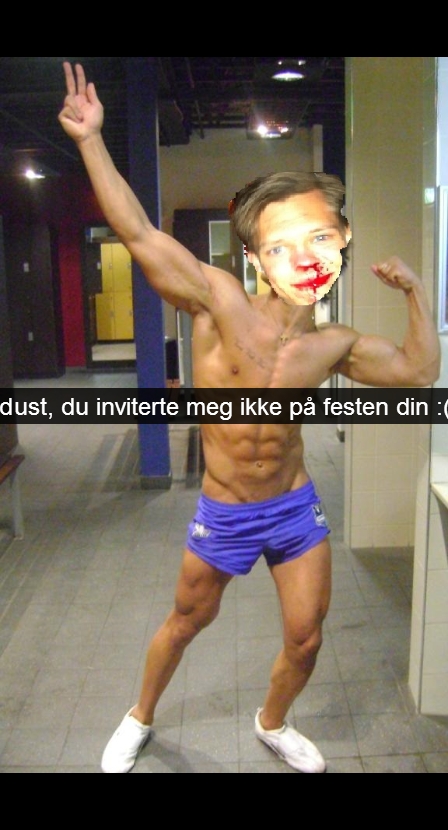 dust, du inviterte meg ikke på festen din :(